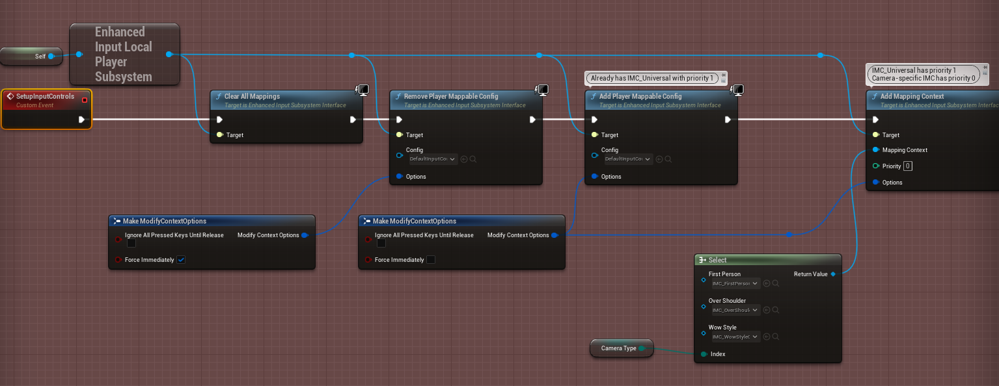 Enhanced
Input Local
Player
Subsystem
Self
SetupInputControls
Custom Event
Clear All Mappings
Target is Enhanced Input Subsystem Interface
Target
Remove Player Mappable Config
Target is Enhanced Input Subsystem Interface
Target
Config
DefaultInputCo
Options
Already has IMC_Universal with priority 1
Add Player Mappable Config
Target is Enhanced Input Subsystem Interface
Target
Config
DefaultInputCo
Options
IMC_Universal has priority 1
Camera-specific IMC has priority 0
Add Mapping Context
Target is Enhanced Input Subsystem Interfac
Target
Mapping Context
Priority 0
Options
Make ModifyContextOptions
Ignore All Pressed Keys Until Release
Modify Context Options
Force Immediately
Make ModifyContextOptions
Ignore All Pressed Keys Until Release
Modify Context Options
Force Immediately
Select
First Person
Return Value
IMC_FirstPerson
Over Shoulder
IMC_OverShoul
Wow Style
IMC_WowStyle
Index
Camera Type